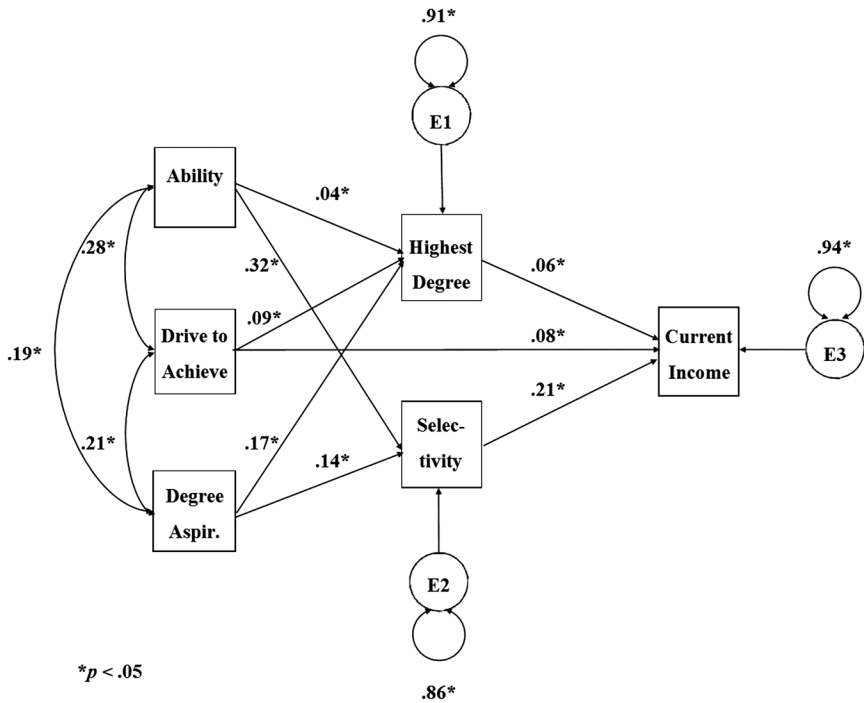 .91*
E1
Ability
.04*
.28*
.32*
Highest
Degree
.06*
.94*
.09*
Drive to
Achieve
.19*
.08*
Current
Income
E3
.21*
.21*
.17*
.14*
Selec-
tivity
Degree
Aspir.
E2
*p < .05
.86*